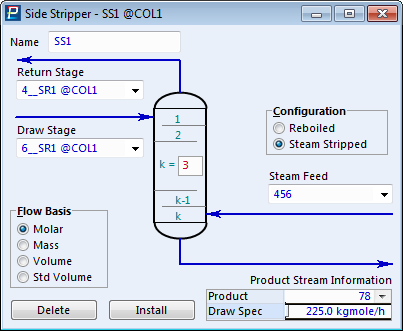 Side Stripper - SS1 @COL1
Name SS1
Return Stage
4__SR1 @COL1
Draw Stage
6__SR1 @COL1
1
2
k = 3
k-1
k
Configuration
Reboiled
Steam Stripped
Steam Feed
456
Flow Basis
Molar
Mass
Volume
Std Volume
Product Stream Information
Product 78
Draw Spec 225.0 kgmole/h
Delete
Install